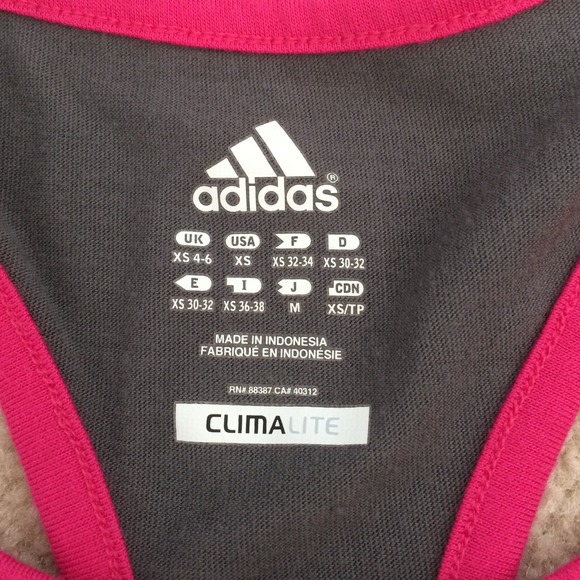 adidas®
UK USA F D
XS 4-6 XS XS 32-34 XS 30-32
E I J CDN
XS 30-32 XS 36-38 M XS/TP
MADE IN INDONESIA
FABRIQUÉ EN INDONÉSIE
RN# 88387 CA# 40312
CLIMALITE